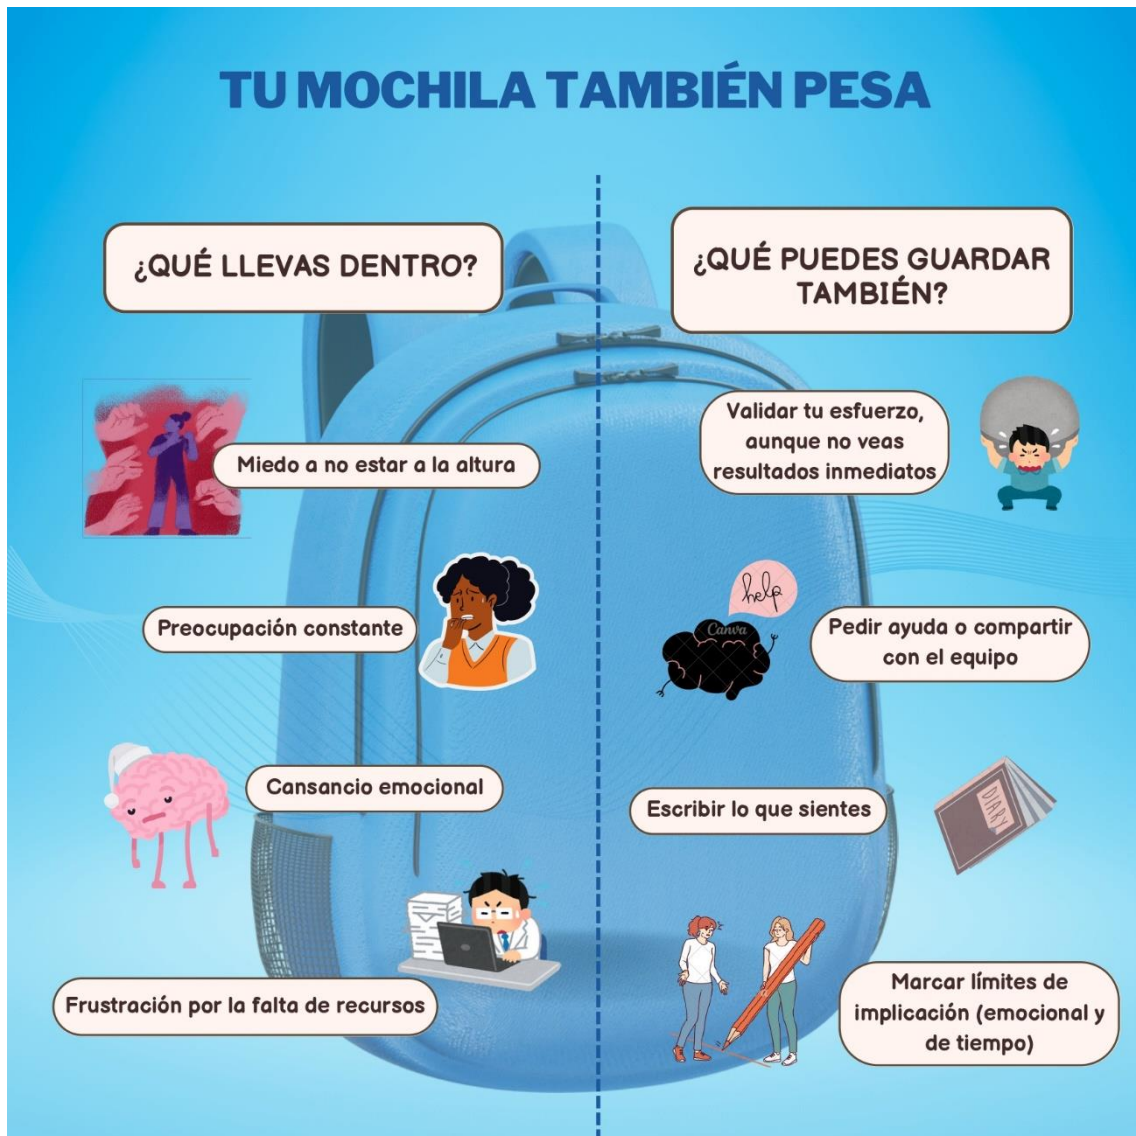 TU MOCHILA TAMBIÉN PESA
¿QUÉ LLEVAS DENTRO?
Miedo a no estar a la altura
Preocupación constante
Cansancio emocional
Frustración por la falta de recursos
¿QUÉ PUEDES GUARDAR
TAMBIÉN?
Validar tu esfuerzo,
aunque no veas
resultados inmediatos
help
Canva
Pedir ayuda o compartir
con el equipo
Escribir lo que sientes
DIARY
Marcar límites de
implicación (emocional y
de tiempo)